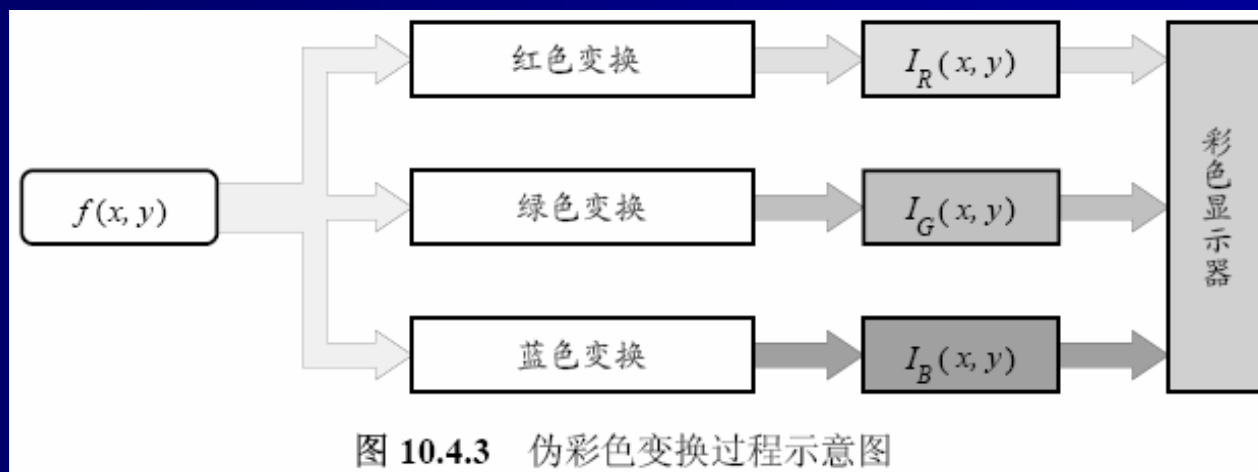 红色变换
I_R(x, y)
f(x, y)
绿色变换
I_G(x, y)
彩色显示器
蓝色变换
I_B(x, y)
图 10.4.3 伪彩色变换过程示意图